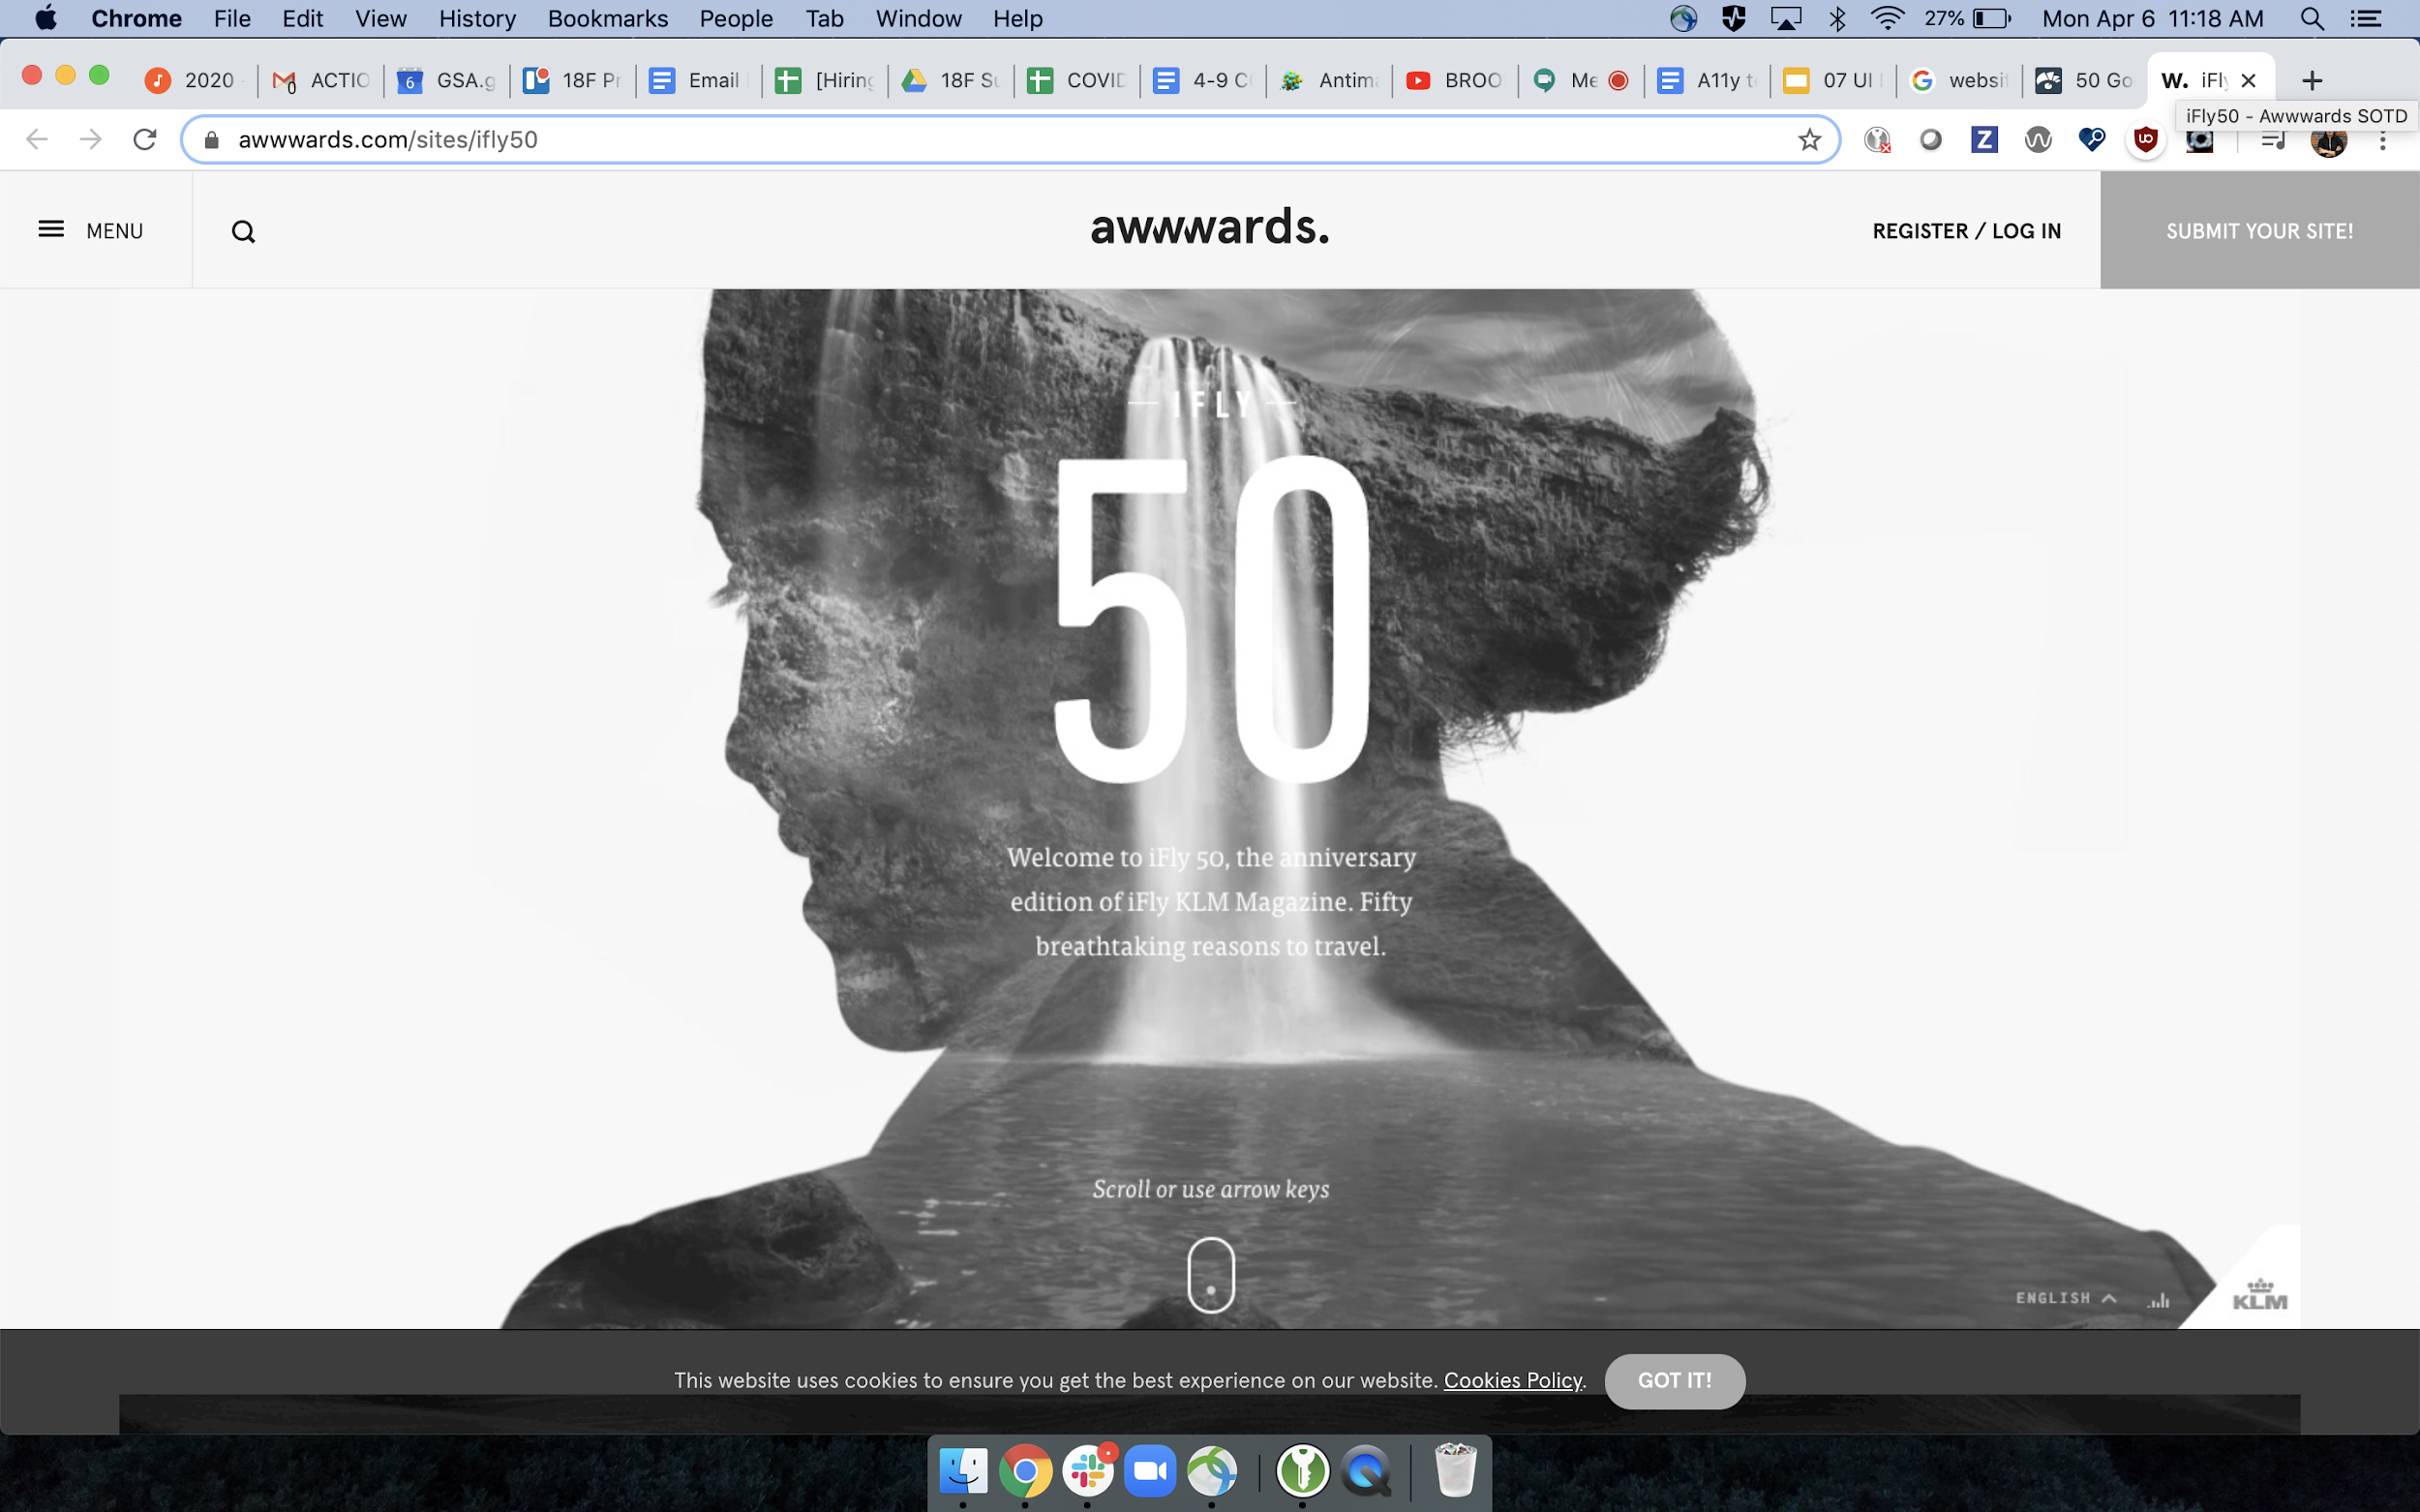 Chrome File Edit View History Bookmarks People Tab Window Help 27% Mon Apr 6 11:18 AM
2020 ACTIO 6 GSA.g 18F Pr Email [Hiring 18F Su COVID 4-9 C Antima BROO Me A11y t 07 UI websi 50 Go W. iFly
iFly50 - Awwwards SOTD
awwwards.com/sites/ifly50
MENU awwwards. REGISTER / LOG IN SUBMIT YOUR SITE!
IFLY
50
Welcome to iFly 50, the anniversary
edition of iFly KLM Magazine. Fifty
breathtaking reasons to travel.
Scroll or use arrow keys
ENGLISH KLM
This website uses cookies to ensure you get the best experience on our website. Cookies Policy. GOT IT!